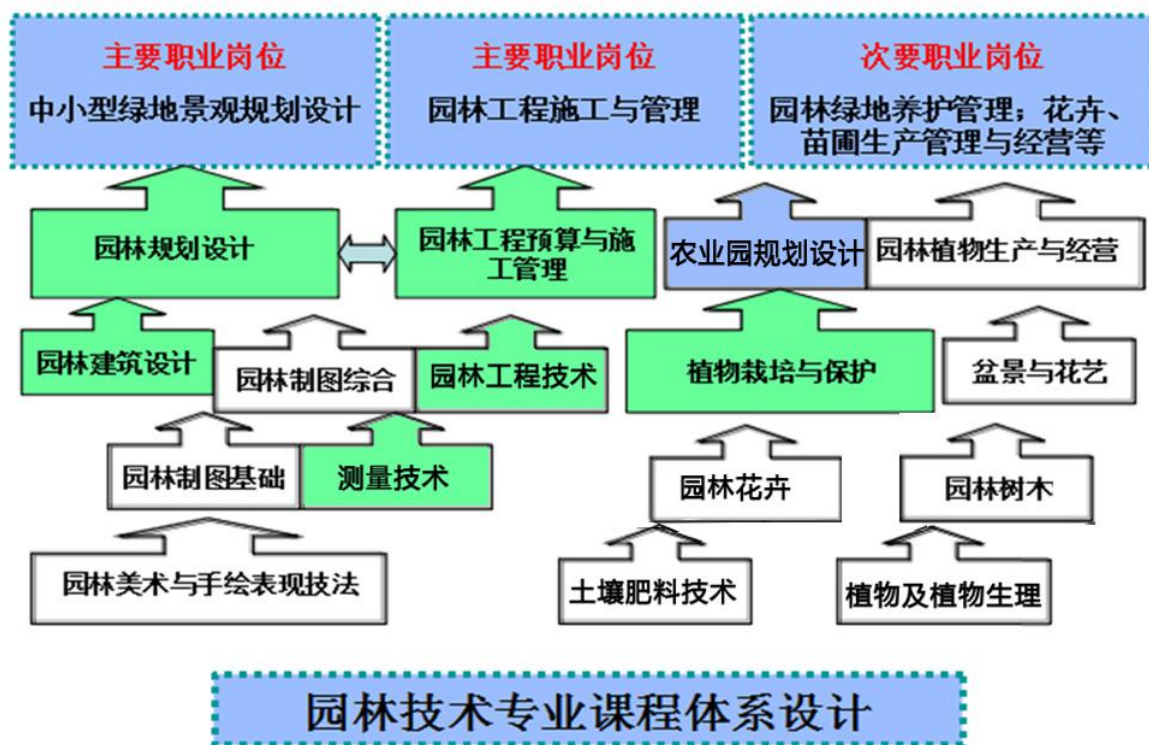 主要职业岗位
中小型绿地景观规划设计
主要职业岗位
园林工程施工与管理
次要职业岗位
园林绿地养护管理；花卉、
苗圃生产管理与经营等
园林规划设计
园林工程预算与施
工管理
农业园规划设计
园林植物生产与经营
园林建筑设计
园林制图综合
园林工程技术
植物栽培与保护
盆景与花艺
园林制图基础
测量技术
园林花卉
园林树木
园林美术与手绘表现技法
土壤肥料技术
植物及植物生理
园林技术专业课程体系设计